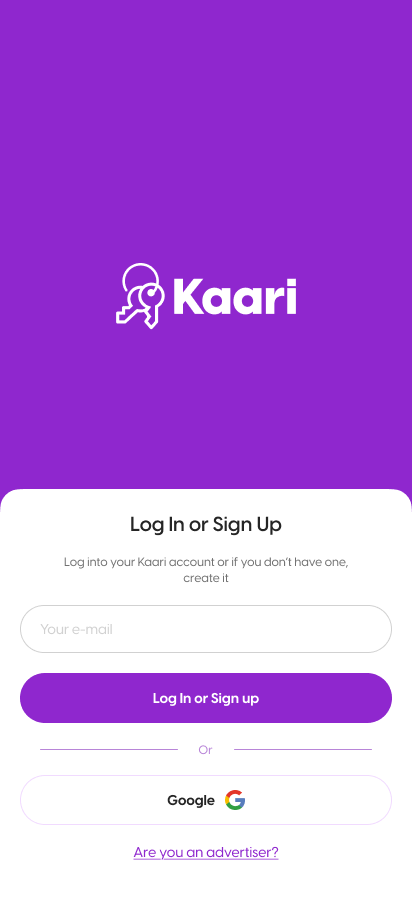 Kaari
Log In or Sign Up
Log into your Kaari account or if you don't have one,
create it
Your e-mail
Log In or Sign up
Or
Google
Are you an advertiser?